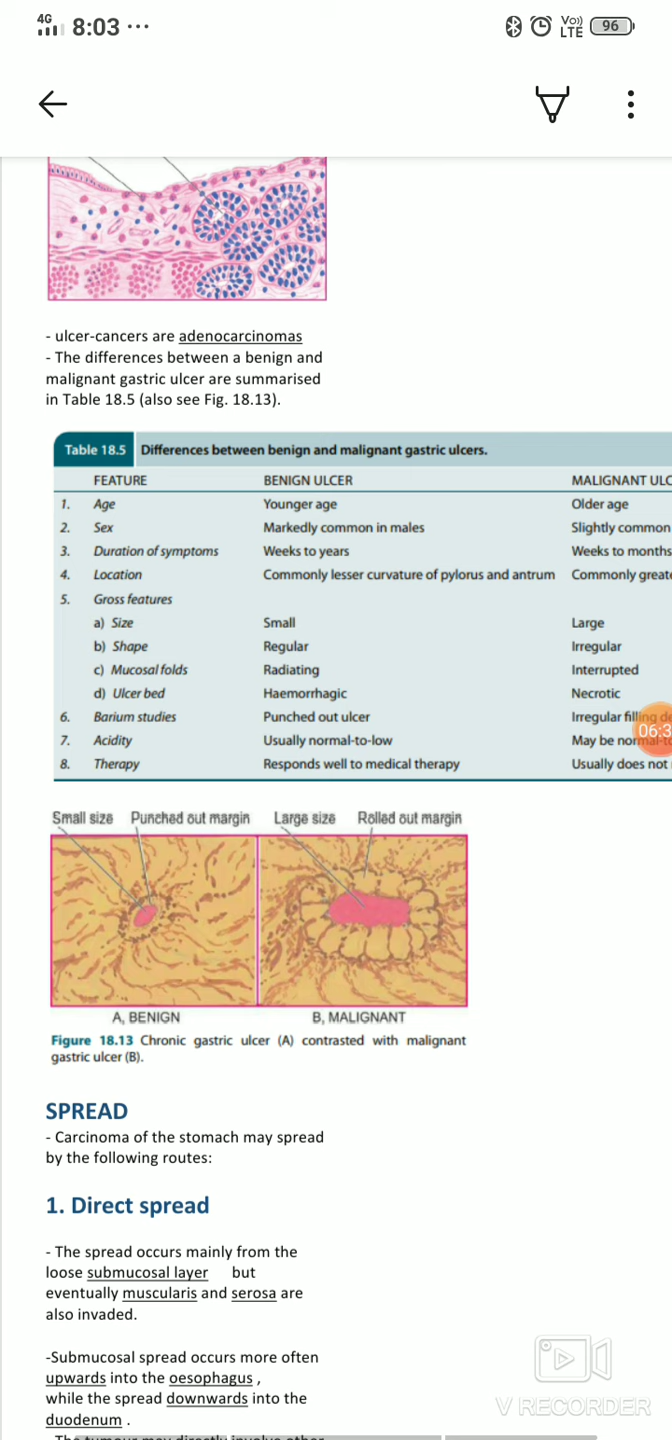 4G 8:03 ... Vo)) LTE 96
- ulcer-cancers are adenocarcinomas
- The differences between a benign and
malignant gastric ulcer are summarised
in Table 18.5 (also see Fig. 18.13).
Table 18.5 Differences between benign and malignant gastric ulcers.
FEATURE BENIGN ULCER MALIGNANT ULC
1. Age Younger age Older age
2. Sex Markedly common in males Slightly common
3. Duration of symptoms Weeks to years Weeks to months
4. Location Commonly lesser curvature of pylorus and antrum Commonly great
5. Gross features
a) Size Small Large
b) Shape Regular Irregular
c) Mucosal folds Radiating Interrupted
d) Ulcer bed Haemorrhagic Necrotic
6. Barium studies Punched out ulcer Irregular filling de
06:3
7. Acidity Usually normal-to-low May be normal-to
8. Therapy Responds well to medical therapy Usually does not
Small size Punched out margin Large size Rolled out margin
A, BENIGN B, MALIGNANT
Figure 18.13 Chronic gastric ulcer (A) contrasted with malignant
gastric ulcer (B).
SPREAD
- Carcinoma of the stomach may spread
by the following routes:
1. Direct spread
- The spread occurs mainly from the
loose submucosal layer but
eventually muscularis and serosa are
also invaded.
-Submucosal spread occurs more often
upwards into the oesophagus ,
while the spread downwards into the
duodenum .
- The tumour may directly involve other
V RECORDER